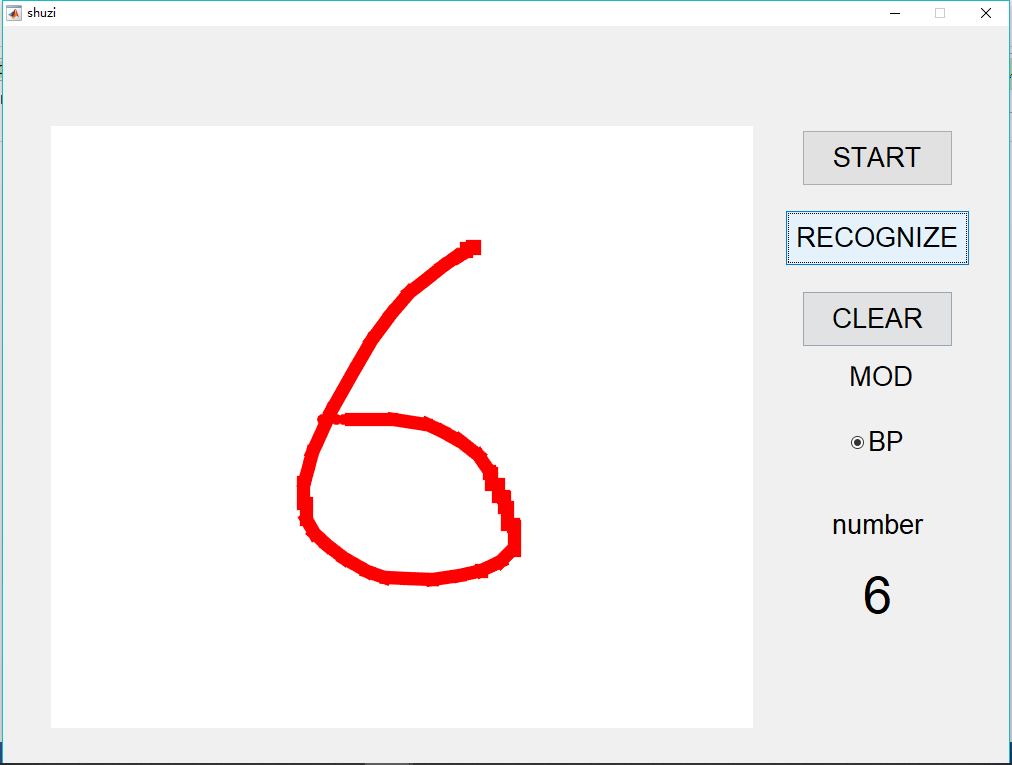 shuzi
6
START
RECOGNIZE
CLEAR
MOD
BP
number
6